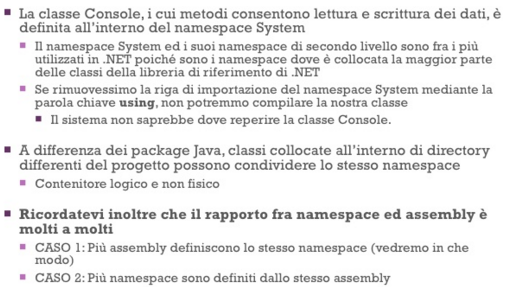 La classe Console, i cui metodi consentono lettura e scrittura dei dati, è
definita all'interno del namespace System
Il namespace System ed i suoi namespace di secondo livello sono fra i più
utilizzati in .NET poiché sono i namespace dove è collocata la maggior parte
delle classi della libreria di riferimento di .NET
Se rimuovessimo la riga di importazione del namespace System mediante la
parola chiave using, non potremmo compilare la nostra classe
Il sistema non saprebbe dove reperire la classe Console.
A differenza dei package Java, classi collocate all'interno di directory
differenti del progetto possono condividere lo stesso namespace
Contenitore logico e non fisico
Ricordatevi inoltre che il rapporto fra namespace ed assembly è
molti a molti
CASO 1: Più assembly definiscono lo stesso namespace (vedremo in che
modo)
CASO 2: Più namespace sono definiti dallo stesso assembly